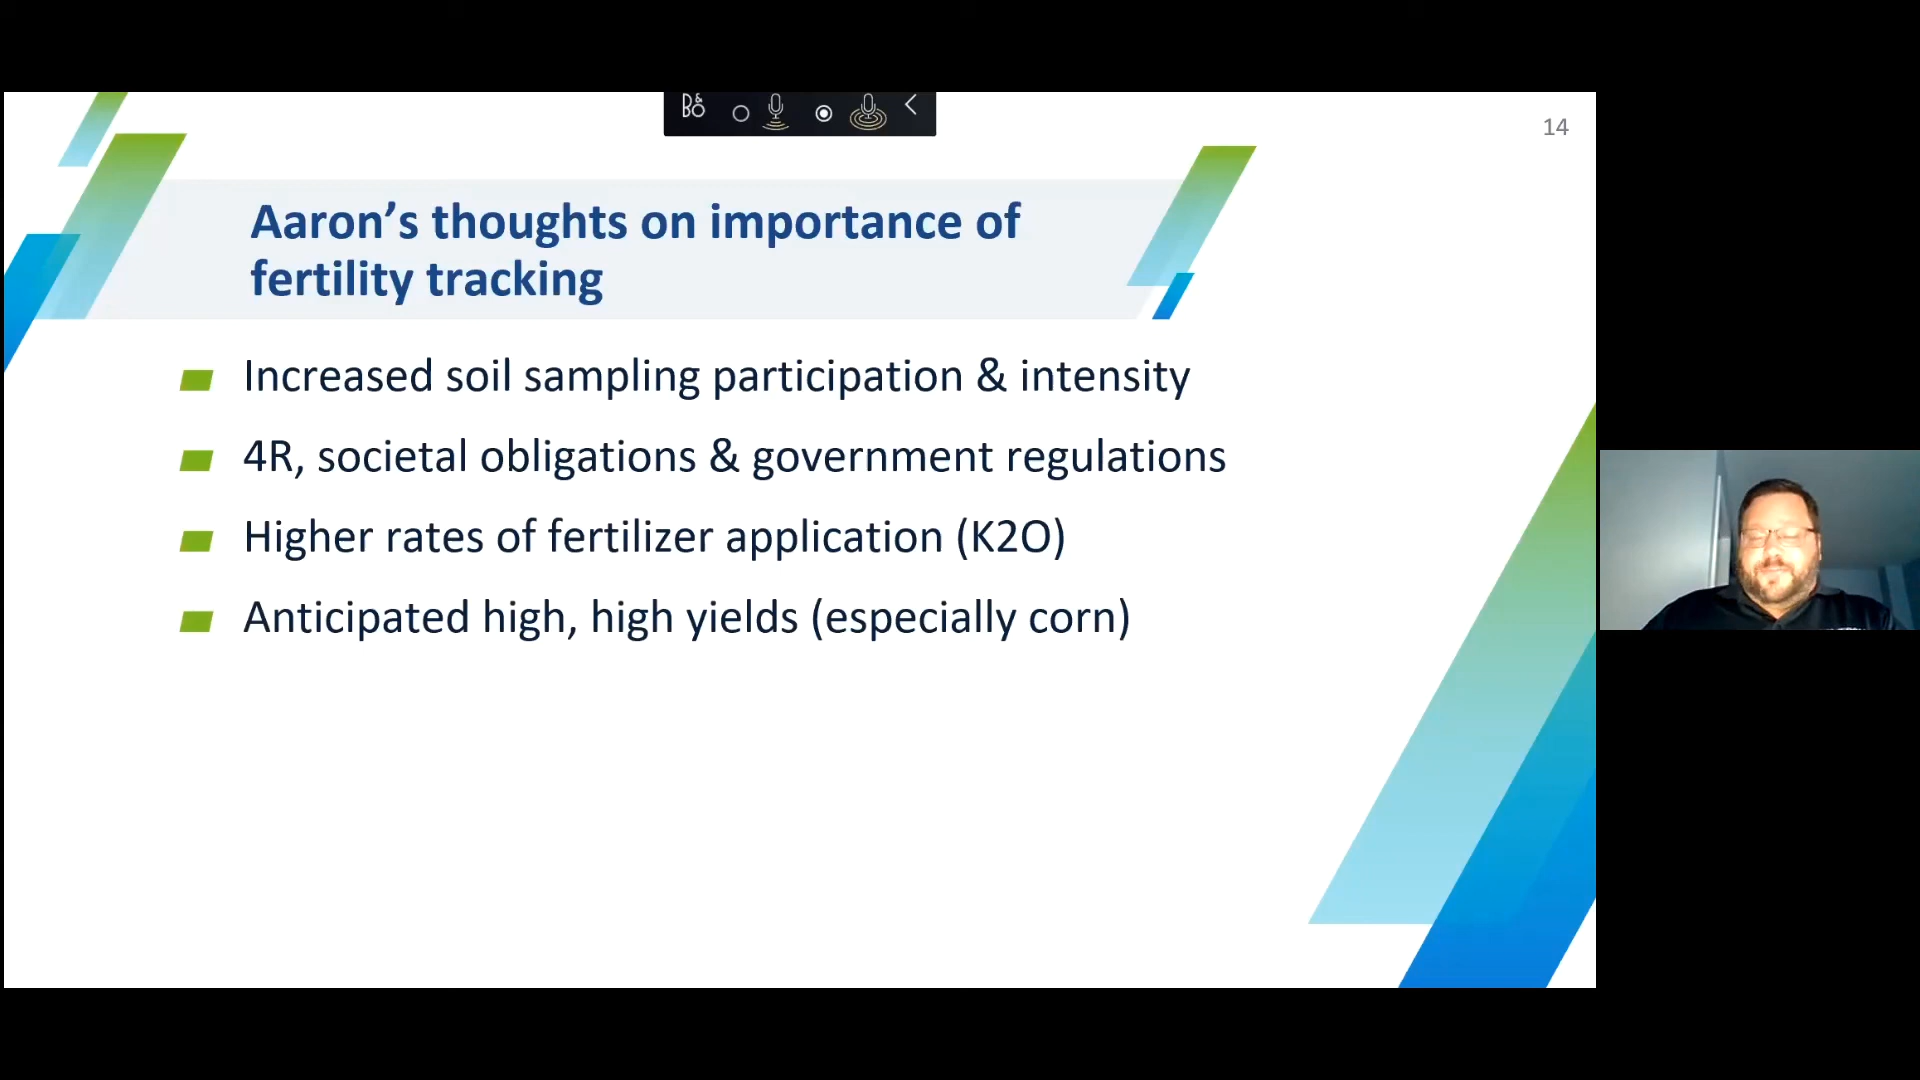 B&O
14
Aaron’s thoughts on importance of
fertility tracking
Increased soil sampling participation & intensity
4R, societal obligations & government regulations
Higher rates of fertilizer application (K2O)
Anticipated high, high yields (especially corn)